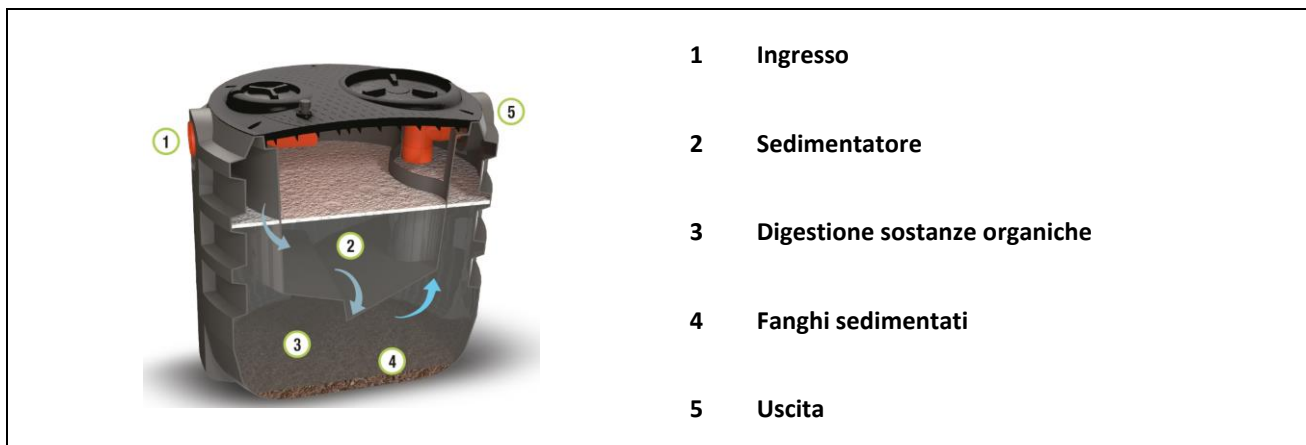 1 Ingresso
2 Sedimentatore
3 Digestione sostanze organiche
4 Fanghi sedimentati
5 Uscita
1
5
2
3
4